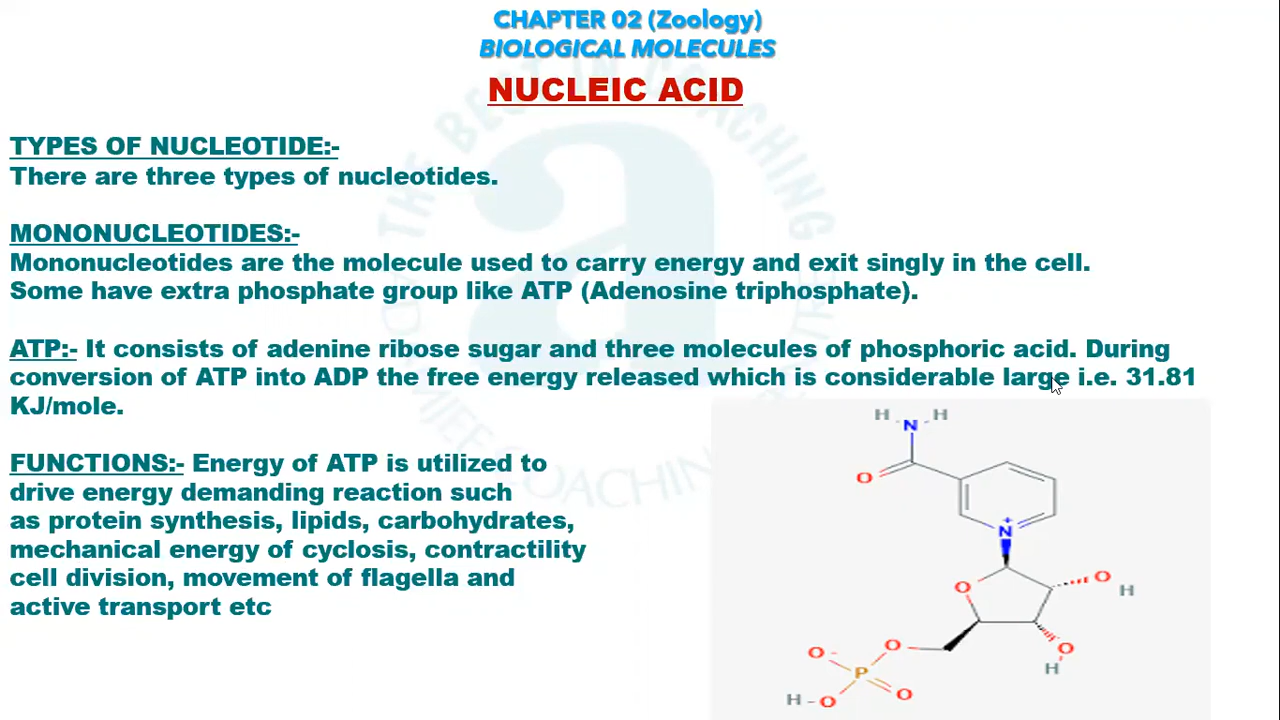 CHAPTER 02 (Zoology)
BIOLOGICAL MOLECULES
NUCLEIC ACID
TYPES OF NUCLEOTIDE:-
There are three types of nucleotides.
MONONUCLEOTIDES:-
Mononucleotides are the molecule used to carry energy and exit singly in the cell.
Some have extra phosphate group like ATP (Adenosine triphosphate).
ATP:- It consists of adenine ribose sugar and three molecules of phosphoric acid. During
conversion of ATP into ADP the free energy released which is considerable large i.e. 31.81
KJ/mole.
FUNCTIONS:- Energy of ATP is utilized to
drive energy demanding reaction such
as protein synthesis, lipids, carbohydrates,
mechanical energy of cyclosis, contractility
cell division, movement of flagella and
active transport etc
H N H
O
N+
O
O
H
O
H
O-
O
P
O
H-O
THE BEST IN COACHING
a